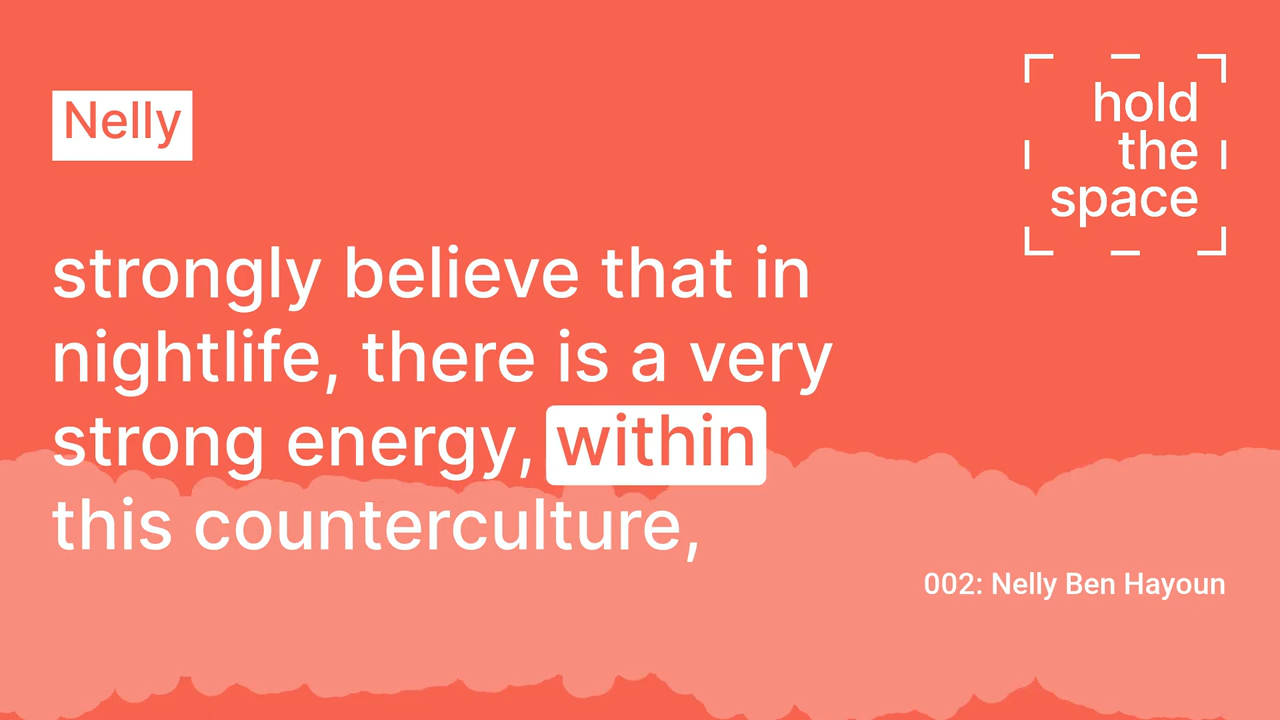 Nelly
hold
the
space
strongly believe that in
nightlife, there is a very
strong energy, within
this counterculture,
002: Nelly Ben Hayoun